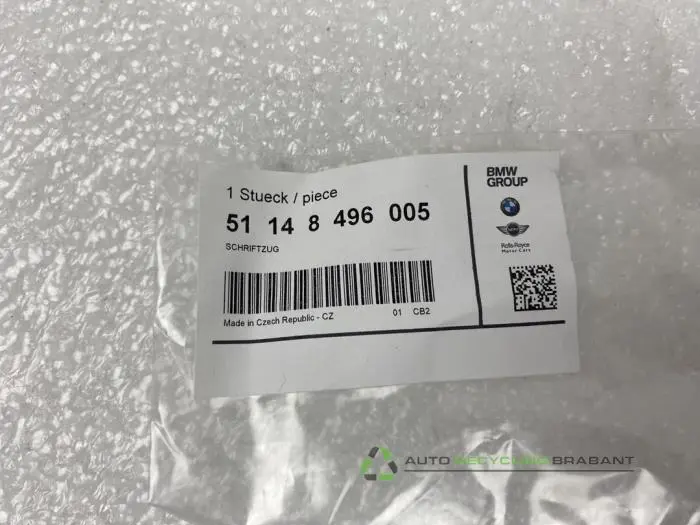 1 Stueck / piece
51 14 8 496 005
SCHRIFTZUG
Made in Czech Republic - CZ
01 CB2
BMW
GROUP
Rolls-Royce
Motor Cars
AUTO RECYCLING BRABANT